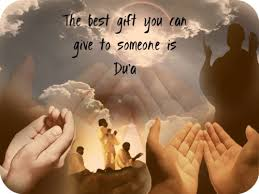 The best gift you can
give to someone is
Du'a